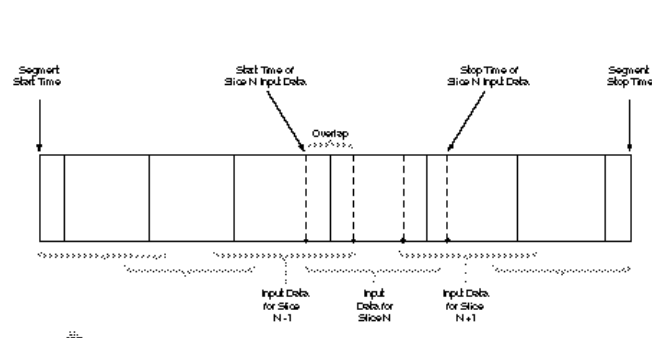 Segment
Start Time
Start Time of
Slice N Input Data
Stop Time of
Slice N Input Data
Segment
Stop Time
Overlap
Input Data
for Slice
N-1
Input
Data for
Slice N
Input Data
for Slice
N+1